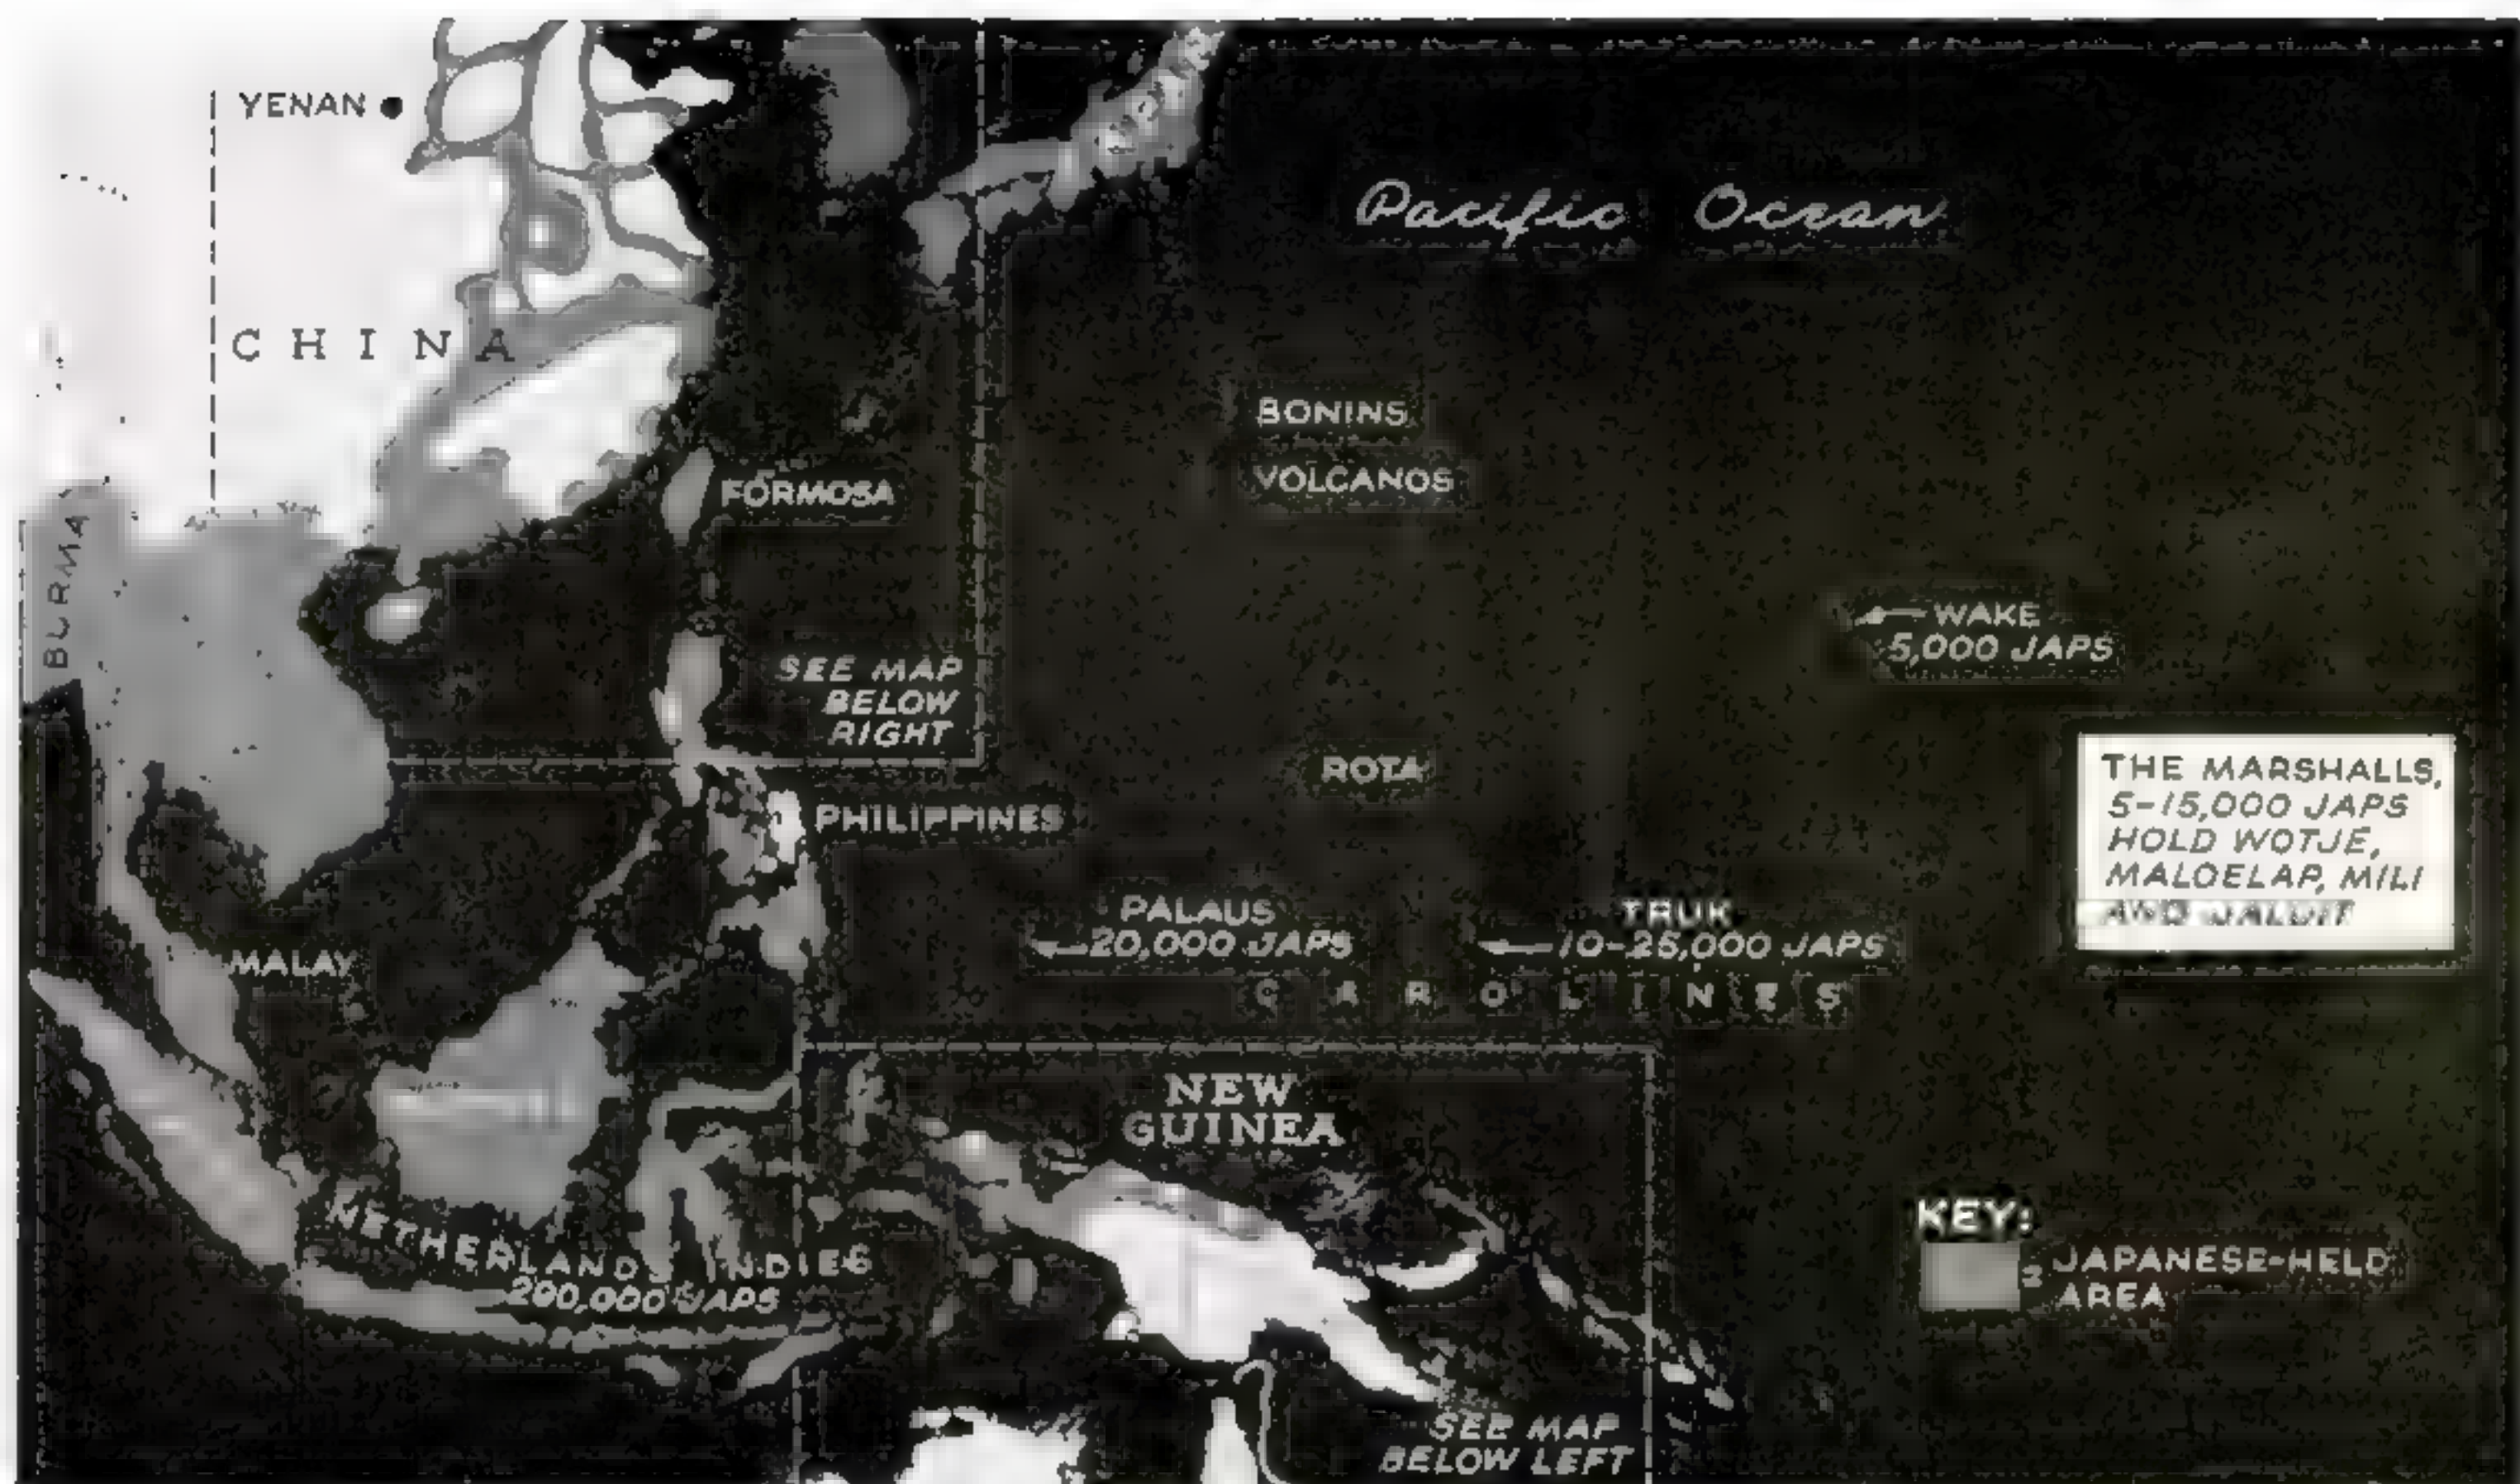 YENAN
Pacific Ocean
CHINA
BONINS
VOLCANOS
FORMOSA
BURMA
WAKE
5,000 JAPS
SEE MAP
BELOW
RIGHT
ROTA
THE MARSHALLS,
5-15,000 JAPS
HOLD WOTJE,
MALOELAP, MILI
AND JALUIT
PHILIPPINES
PALAUS
20,000 JAPS
TRUK
10-25,000 JAPS
CAROLINES
MALAY
NEW
GUINEA
NETHERLANDS INDIES
200,000 JAPS
KEY:
JAPANESE-HELD
AREA
SEE MAP
BELOW LEFT